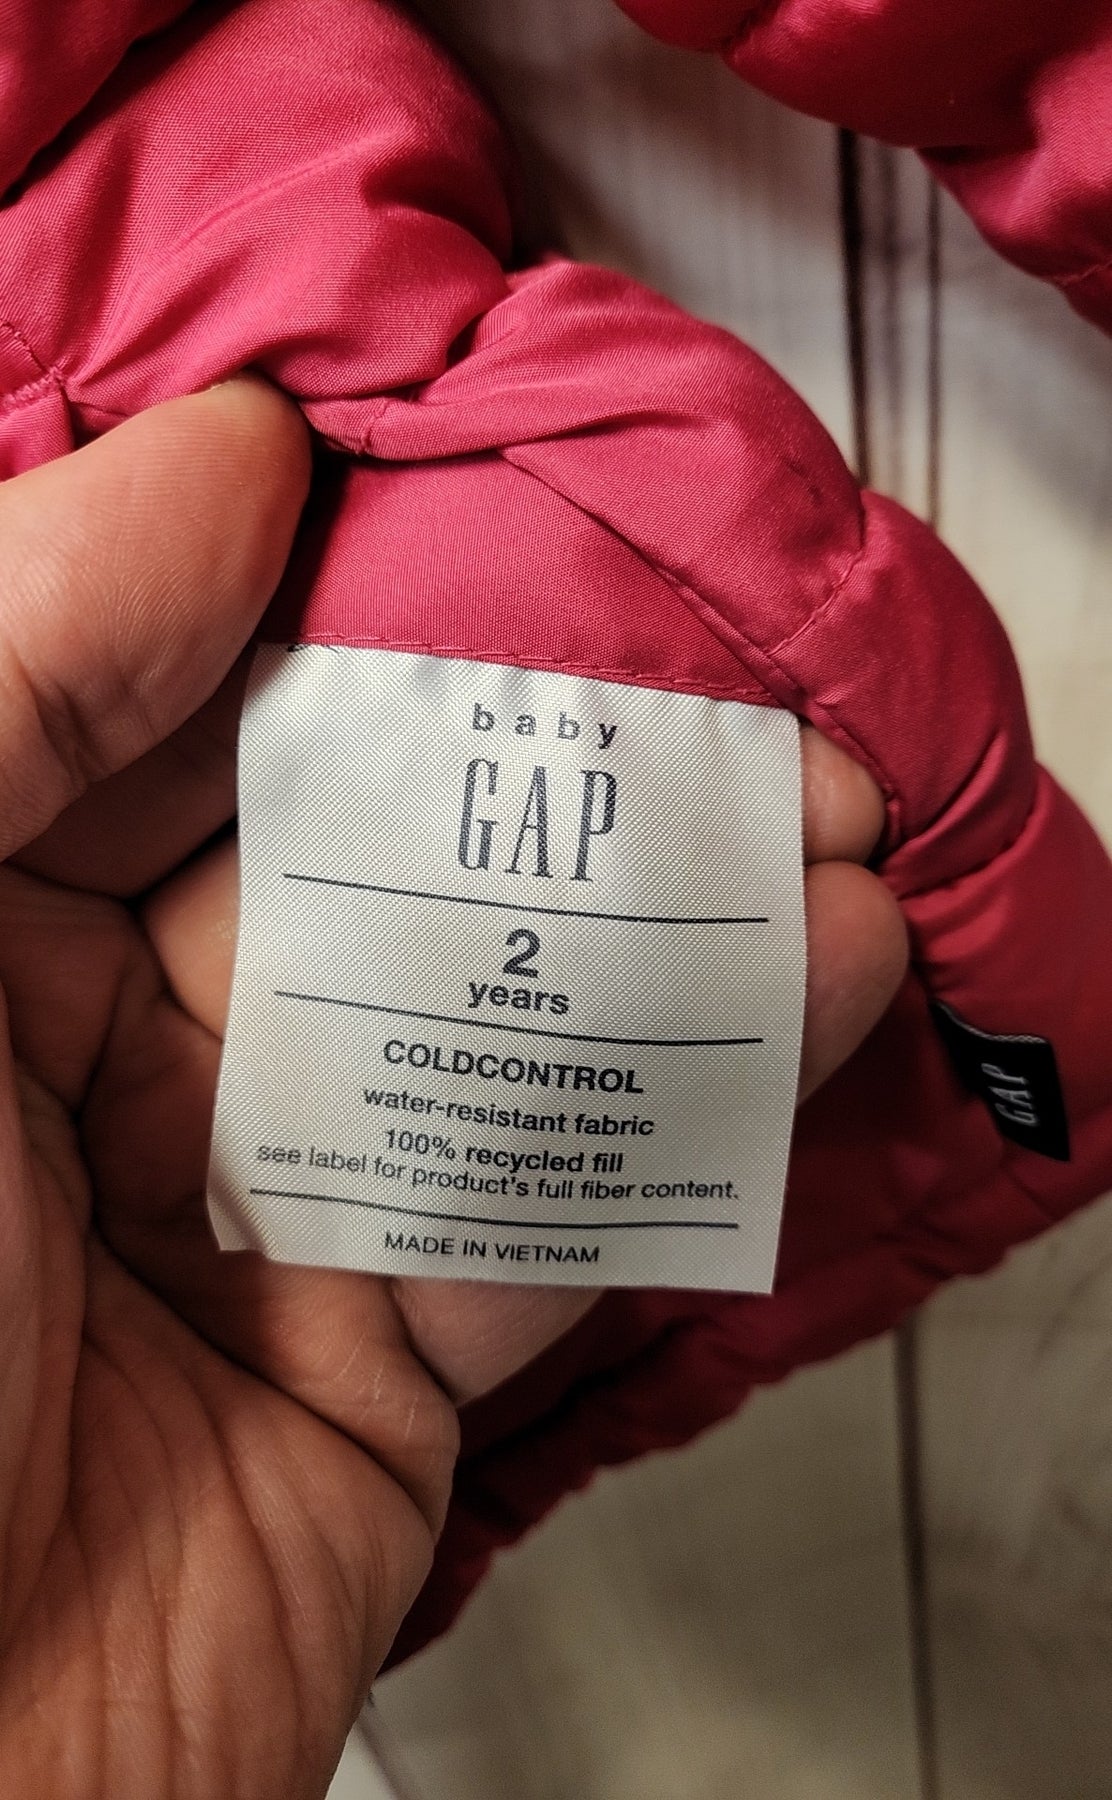 baby
GAP
2
years
COLDCONTROL
water-resistant fabric
100% recycled fill
see label for product's full fiber content.
MADE IN VIETNAM
GAP